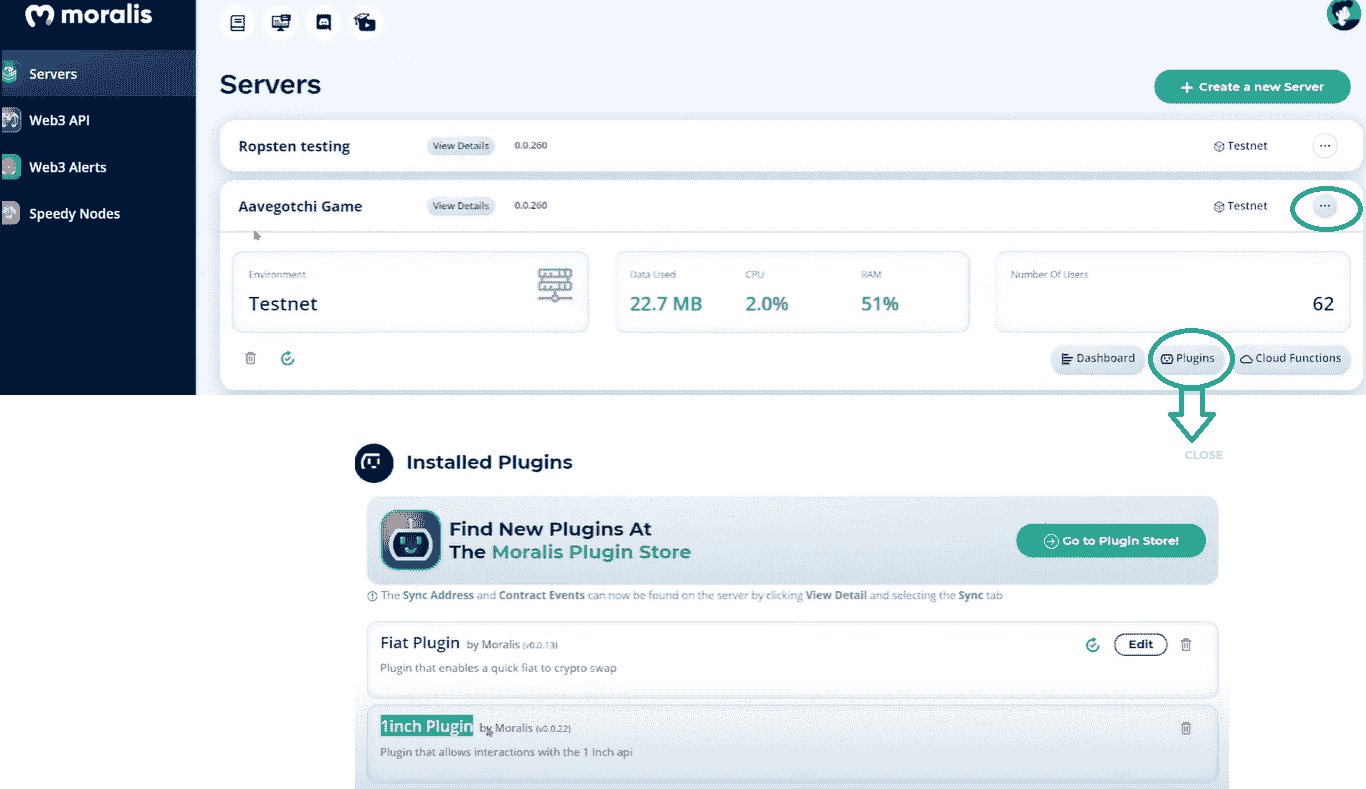 moralis
Servers
Web3 API
Web3 Alerts
Speedy Nodes
Servers
+ Create a new Server
Ropsten testing View Details 0.0.260 Testnet ...
Aavegotchi Game View Details 0.0.260 Testnet ...
Environment
Testnet
Data Used CPU RAM
22.7 MB 2.0% 51%
Number Of Users
62
Dashboard Plugins Cloud Functions
CLOSE
Installed Plugins
Find New Plugins At
The Moralis Plugin Store
Go to Plugin Store!
The Sync Address and Contract Events can now be found on the server by clicking View Detail and selecting the Sync tab
Fiat Plugin by Moralis (v0.0.13) Edit
Plugin that enables a quick fiat to crypto swap
1inch Plugin by Moralis (v0.0.22)
Plugin that allows interactions with the 1 Inch api